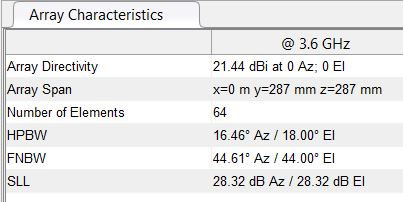 Array Characteristics
@ 3.6 GHz
Array Directivity 21.44 dBi at 0 Az; 0 El
Array Span x=0 m y=287 mm z=287 mm
Number of Elements 64
HPBW 16.46° Az / 18.00° El
FNBW 44.61° Az / 44.00° El
SLL 28.32 dB Az / 28.32 dB El